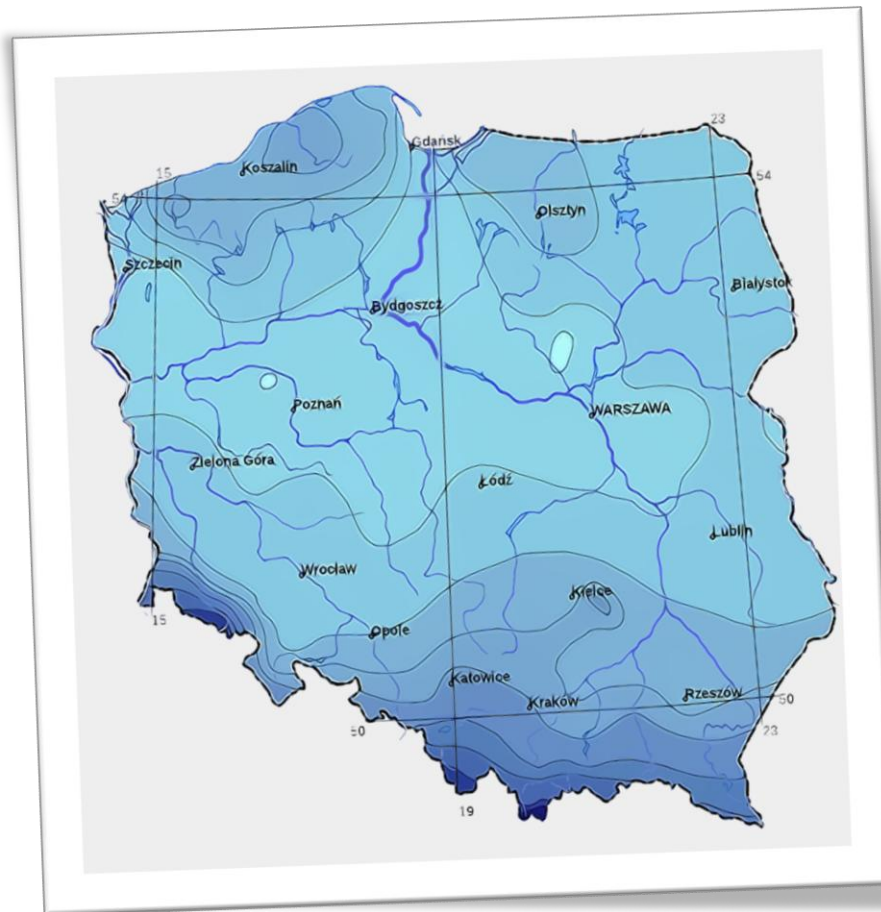 23
Gdańsk
15
Koszalin
54
54
Olsztyn
Szczecin
Białystok
Bydgoszcz
Poznań
WARSZAWA
Zielona Góra
Łódź
Lublin
Wrocław
Kielce
15
Opole
Katowice
Rzeszów
Kraków
50
50
23
19